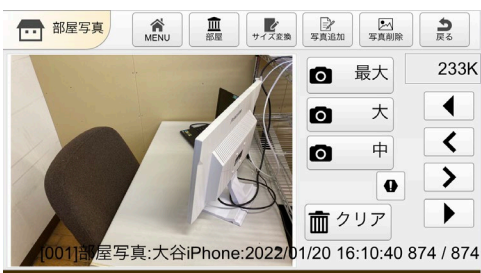 部屋写真
MENU
部屋
サイズ変換
写真追加
写真削除
戻る
最大
233K
大
中
クリア
[001]部屋写真:大谷iPhone:2022/01/20 16:10:40 874 / 874